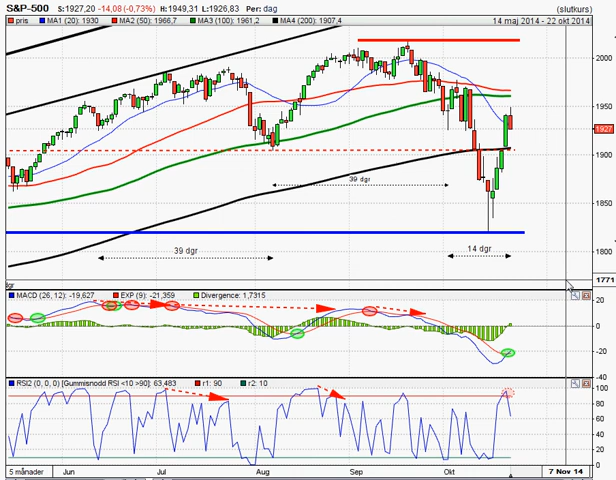 S&P-500 S:1927,20 -14,08 (-0,73%) H:1949,31 L:1926,83 Per: dag (slutkurs)
pris MA1 (20): 1930 MA2 (50): 1966,7 MA3 (100): 1961,2 MA4 (200): 1907,4 14 maj 2014 - 22 okt 2014
2000
1950
1927
1900
39 dgr
1800
39 dgr
14 dgr
1771
dgr
MACD (26, 12): -19,627 EXP (9): -21,359 Divergence: 1,7315
20
0
-20
-40
RSI2 (0, 0, 0) [Gummisnodd RSI <10 >90]: 63,483 r1: 90 r2: 10
100
80
60
40
20
0
5 månader Jun Jul Aug Sep Okt 7 Nov 14